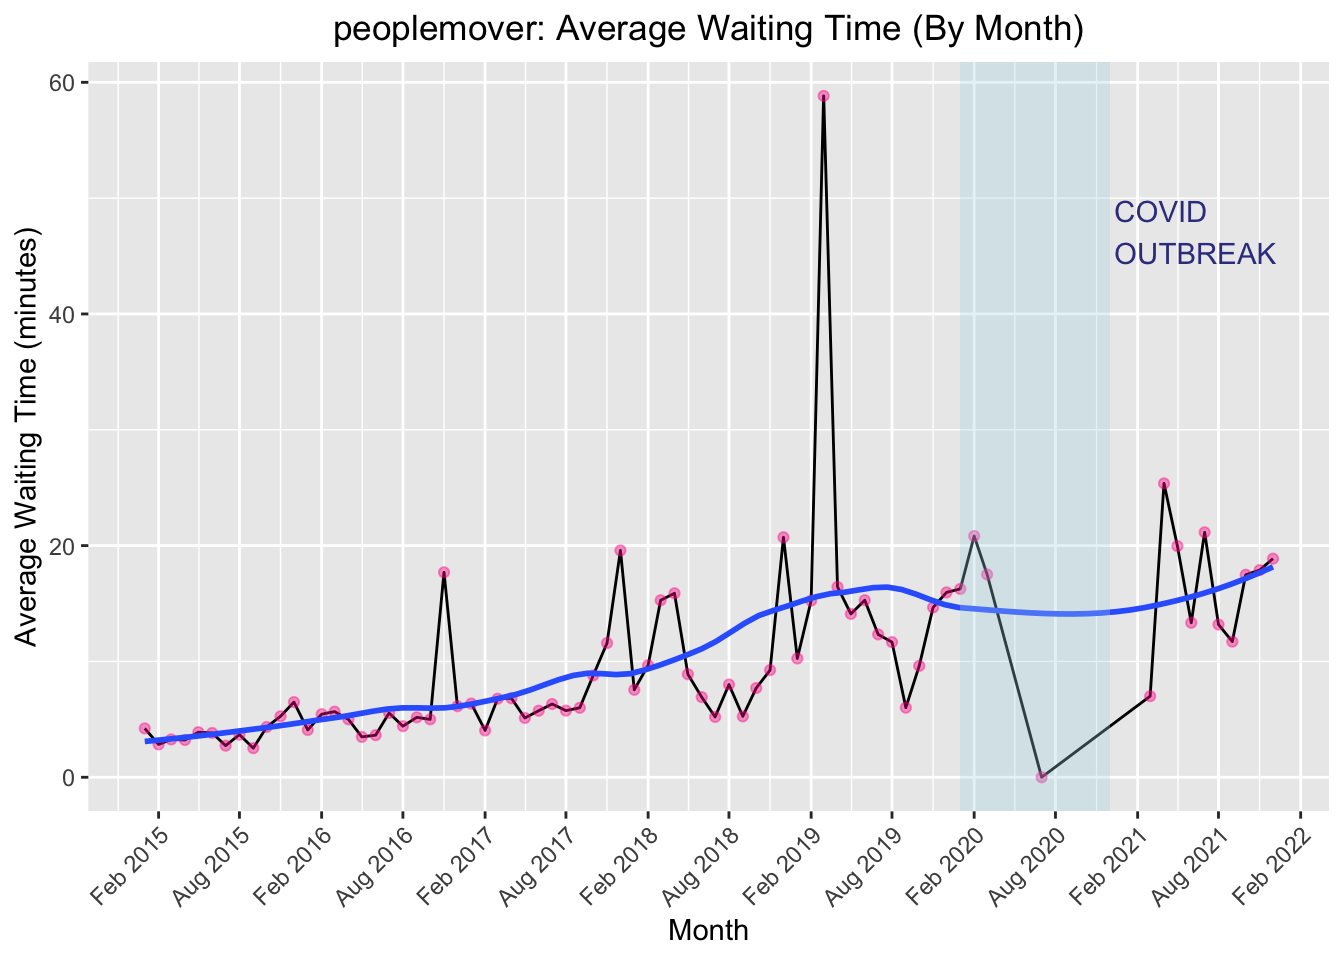 peoplemover: Average Waiting Time (By Month)
60
40
20
0
Average Waiting Time (minutes)
COVID
OUTBREAK
Feb 2015
Aug 2015
Feb 2016
Aug 2016
Feb 2017
Aug 2017
Feb 2018
Aug 2018
Feb 2019
Aug 2019
Feb 2020
Aug 2020
Feb 2021
Aug 2021
Feb 2022
Month